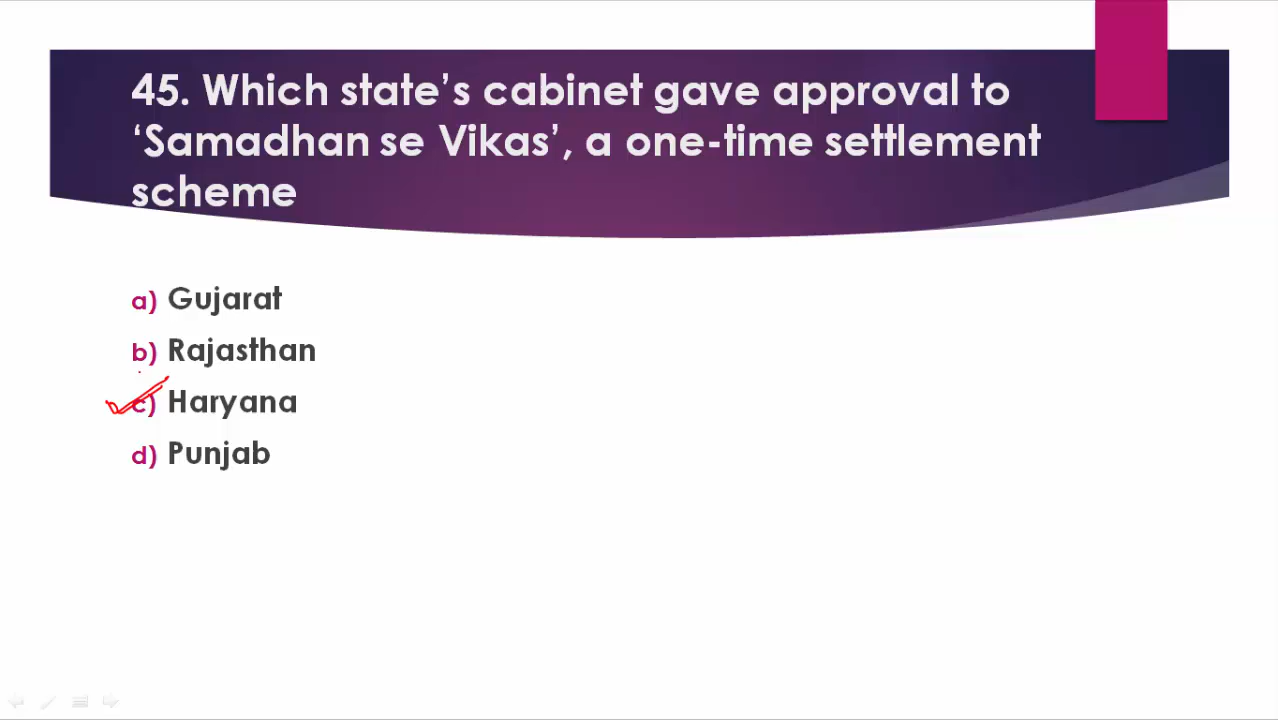 45. Which state’s cabinet gave approval to
‘Samadhan se Vikas’, a one-time settlement
scheme
a) Gujarat
b) Rajasthan
c) Haryana
d) Punjab